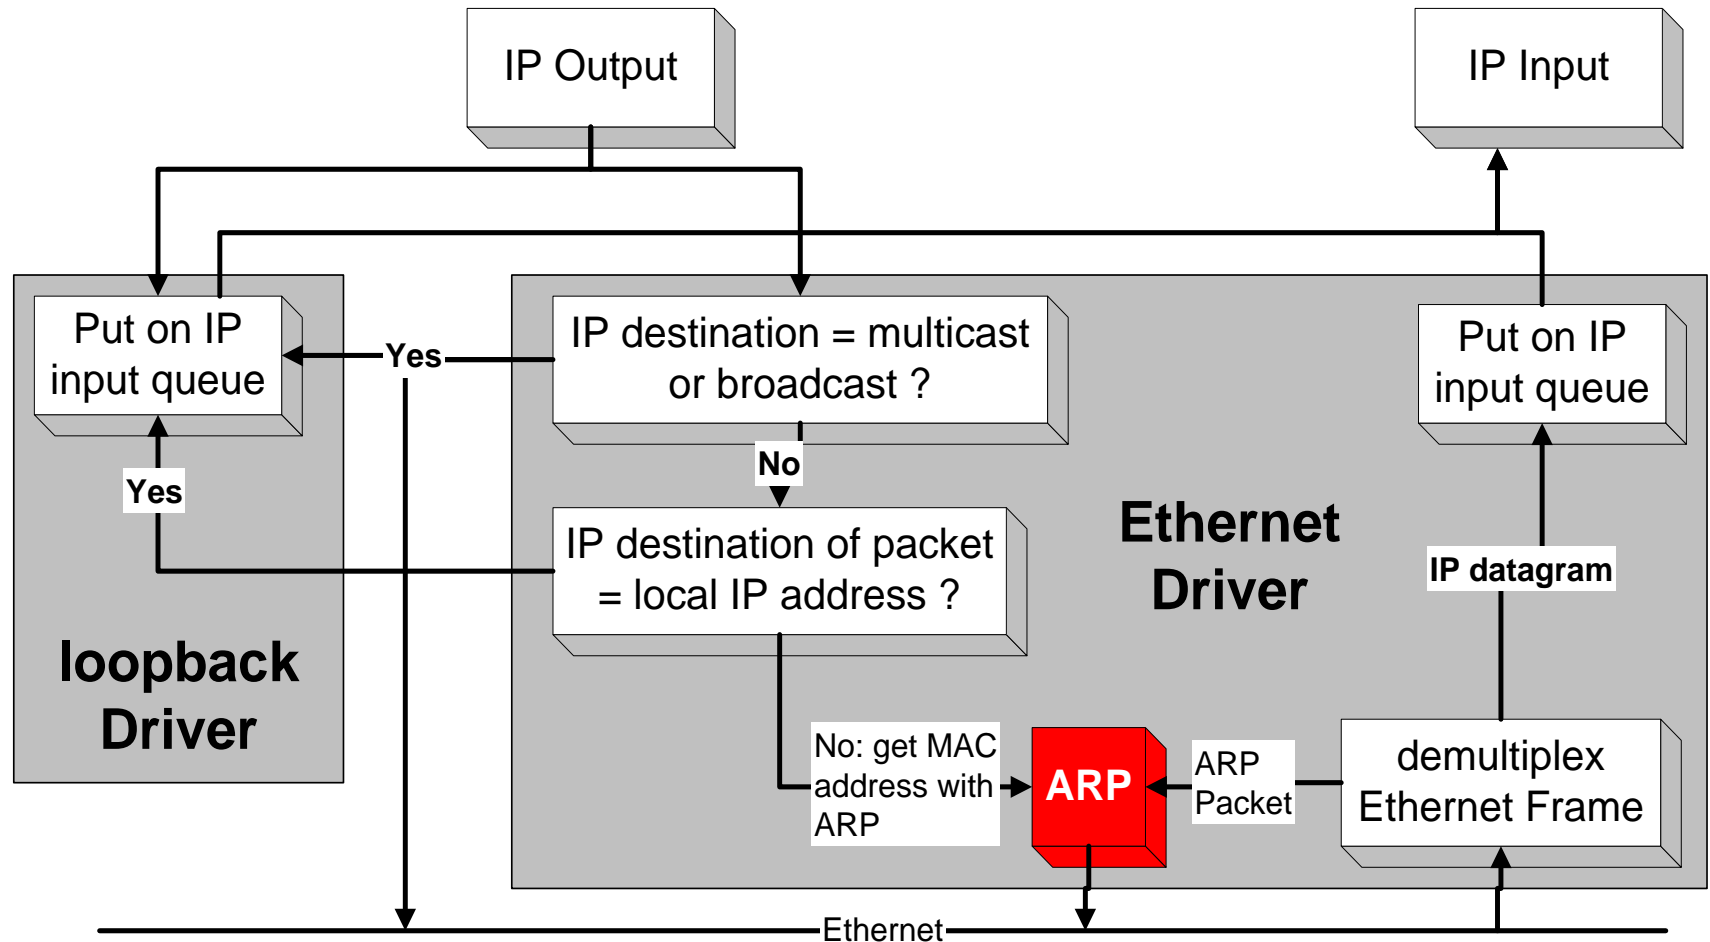 IP Output
IP Input
Put on IP
input queue
Yes
IP destination = multicast
or broadcast ?
Put on IP
input queue
No
Yes
IP destination of packet
= local IP address ?
Ethernet
Driver
IP datagram
loopback
Driver
No: get MAC
address with
ARP
ARP
ARP
Packet
demultiplex
Ethernet Frame
Ethernet